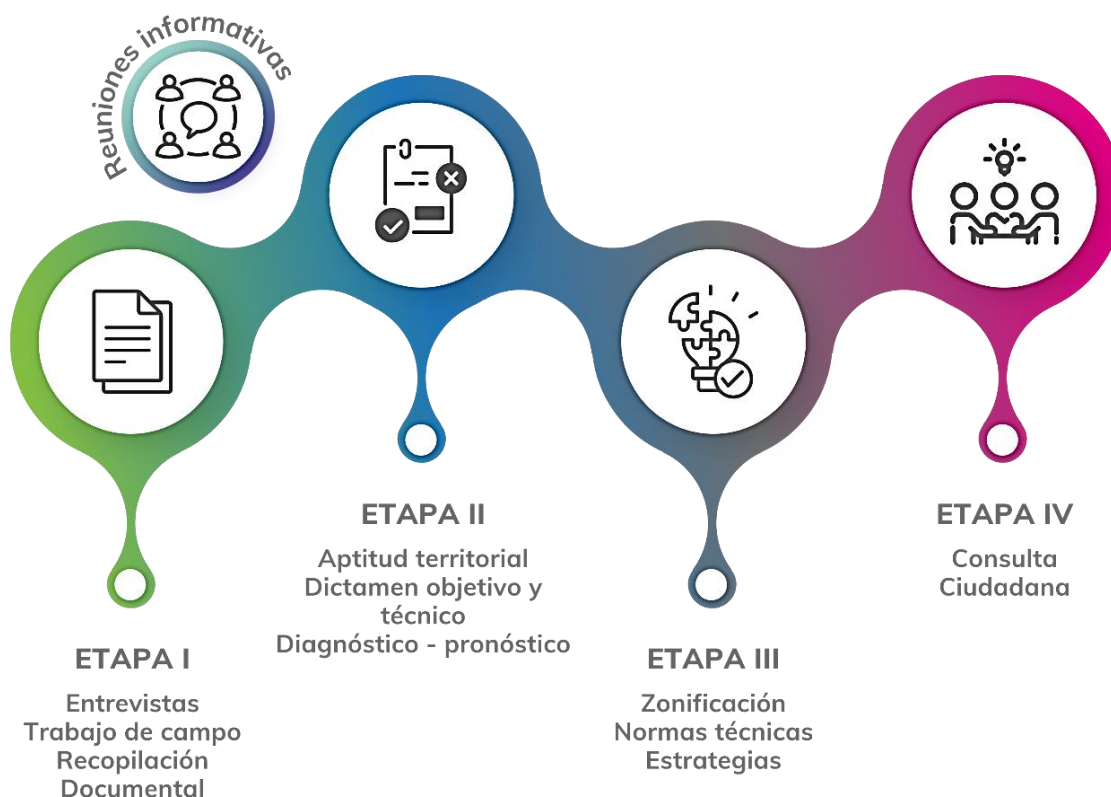 Reuniones informativas
ETAPA I
Entrevistas
Trabajo de campo
Recopilación
Documental
ETAPA II
Aptitud territorial
Dictamen objetivo y
técnico
Diagnóstico - pronóstico
ETAPA III
Zonificación
Normas técnicas
Estrategias
ETAPA IV
Consulta
Ciudadana